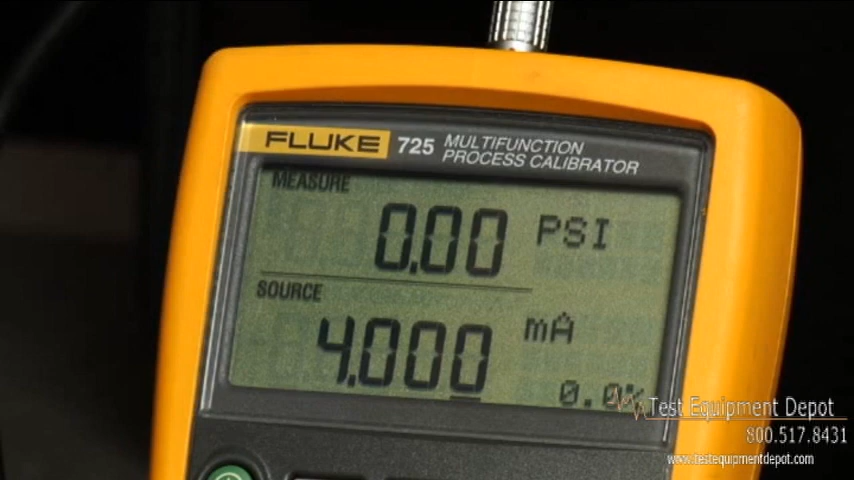 FLUKE 725 MULTIFUNCTION
PROCESS CALIBRATOR
MEASURE
0.00 PSI
SOURCE
4.000 mA
0.0%
Test Equipment Depot
800.517.8431
www.testequipmentdepot.com